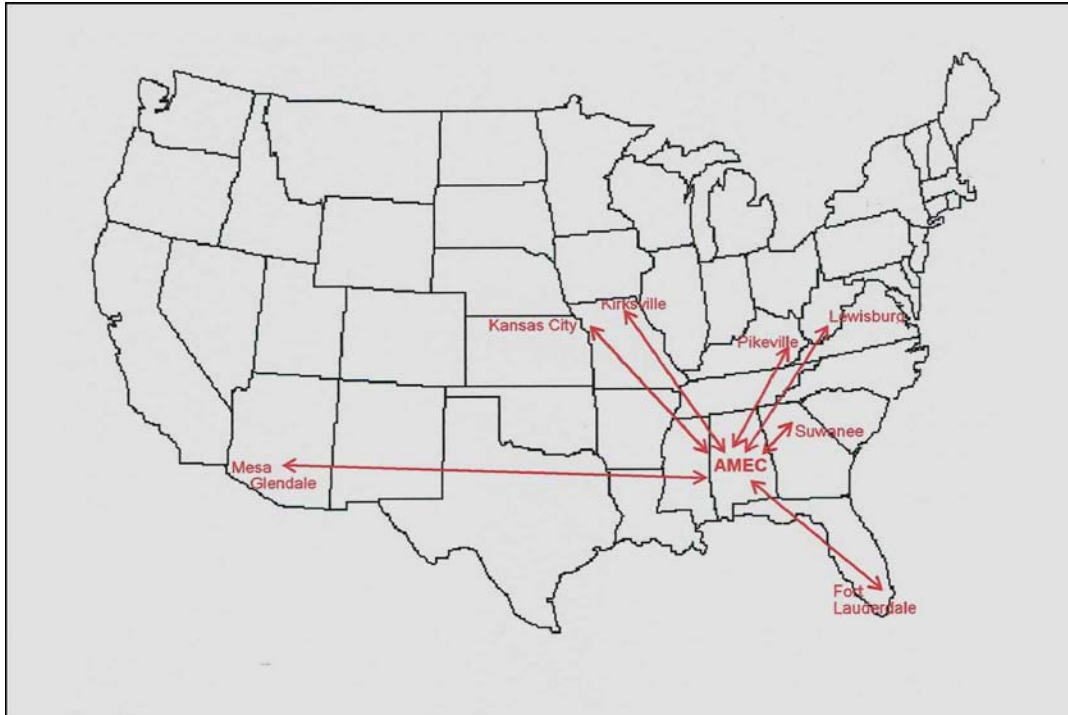 Kirksville
Kansas City
Lewisburg
Pikeville
Suwanee
AMEC
Mesa
Glendale
Fort
Lauderdale